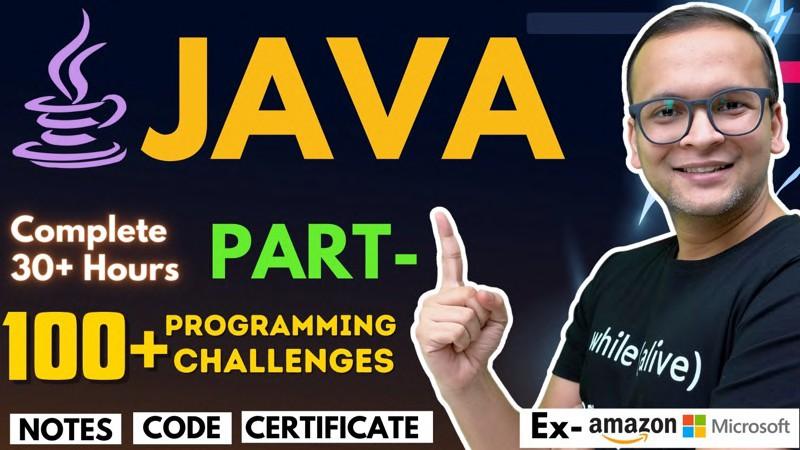 JAVA
Complete
30+ Hours
PART-
100+ PROGRAMMING
CHALLENGES
NOTES CODE CERTIFICATE
while(alive)
Ex- amazon Microsoft